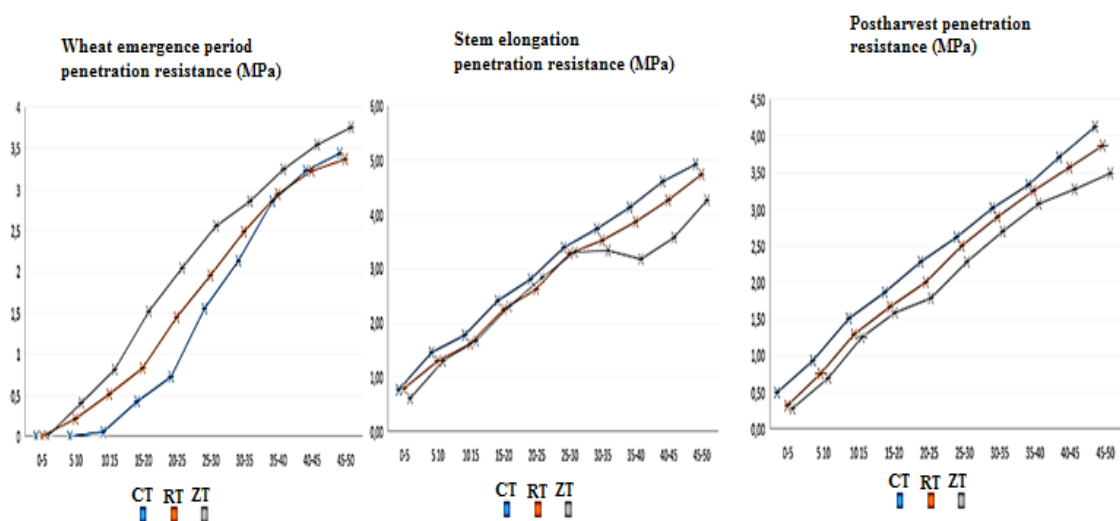 Wheat emergence period
penetration resistance (MPa)
4
3,5
3
2,5
2
1,5
1
0,5
0
0-5 5 10 10 15 15-20 20-25 25-30 30-35 35-40 40-45 45-50
CT RT ZT
Stem elongation
penetration resistance (MPa)
6,00
5,00
4,00
3,00
2,00
1,00
0,00
0-5 5 10 10 15 15-20 20-25 25-30 30-35 35-40 40-45 45-50
CT RT ZT
Postharvest penetration
resistance (MPa)
4,50
4,00
3,50
3,00
2,50
2,00
1,50
1,00
0,50
0,00
0-5 5 10 10 15 15-20 20-25 25-30 30-35 35-40 40-45 45-50
CT RT ZT